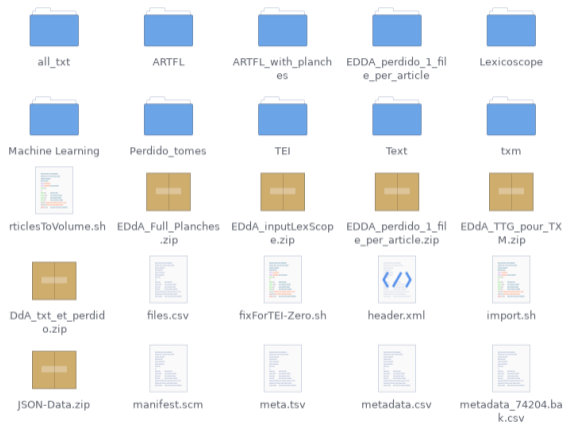 all_txt
ARTFL
ARTFL_with_planch
es
EDDA_perdido_1_fil
e_per_article
Lexicoscope
Machine Learning
Perdido_tomes
TEI
Text
txm
rticlesToVolume.sh
EDdA_Full_Planches
.zip
EDdA_inputLexScop
e.zip
EDDA_perdido_1_fil
e_per_article.zip
EDdA_TTG_pour_TX
M.zip
DdA_txt_et_perdid
o.zip
files.csv
fixForTEI-Zero.sh
header.xml
import.sh
JSON-Data.zip
manifest.scm
meta.tsv
metadata.csv
metadata_74204.ba
k.csv